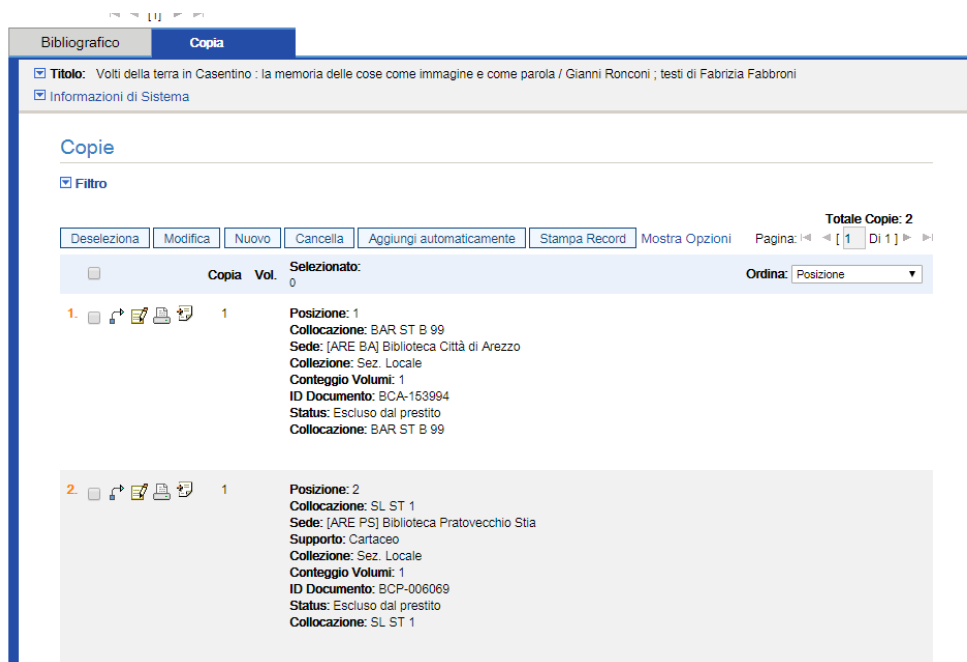 [1]
Bibliografico Copia
Titolo: Volti della terra in Casentino : la memoria delle cose come immagine e come parola / Gianni Ronconi ; testi di Fabrizia Fabbroni
Informazioni di Sistema
Copie
Filtro
Totale Copie: 2
Deseleziona Modifica Nuovo Cancella Aggiungi automaticamente Stampa Record Mostra Opzioni Pagina: [ 1 Di 1 ]
Copia Vol. Selezionato: Ordina: Posizione
0
1. 1 Posizione: 1
Collocazione: BAR ST B 99
Sede: [ARE BA] Biblioteca Città di Arezzo
Collezione: Sez. Locale
Conteggio Volumi: 1
ID Documento: BCA-153994
Status: Escluso dal prestito
Collocazione: BAR ST B 99
2. 1 Posizione: 2
Collocazione: SL ST 1
Sede: [ARE PS] Biblioteca Pratovecchio Stia
Supporto: Cartaceo
Collezione: Sez. Locale
Conteggio Volumi: 1
ID Documento: BCP-006069
Status: Escluso dal prestito
Collocazione: SL ST 1